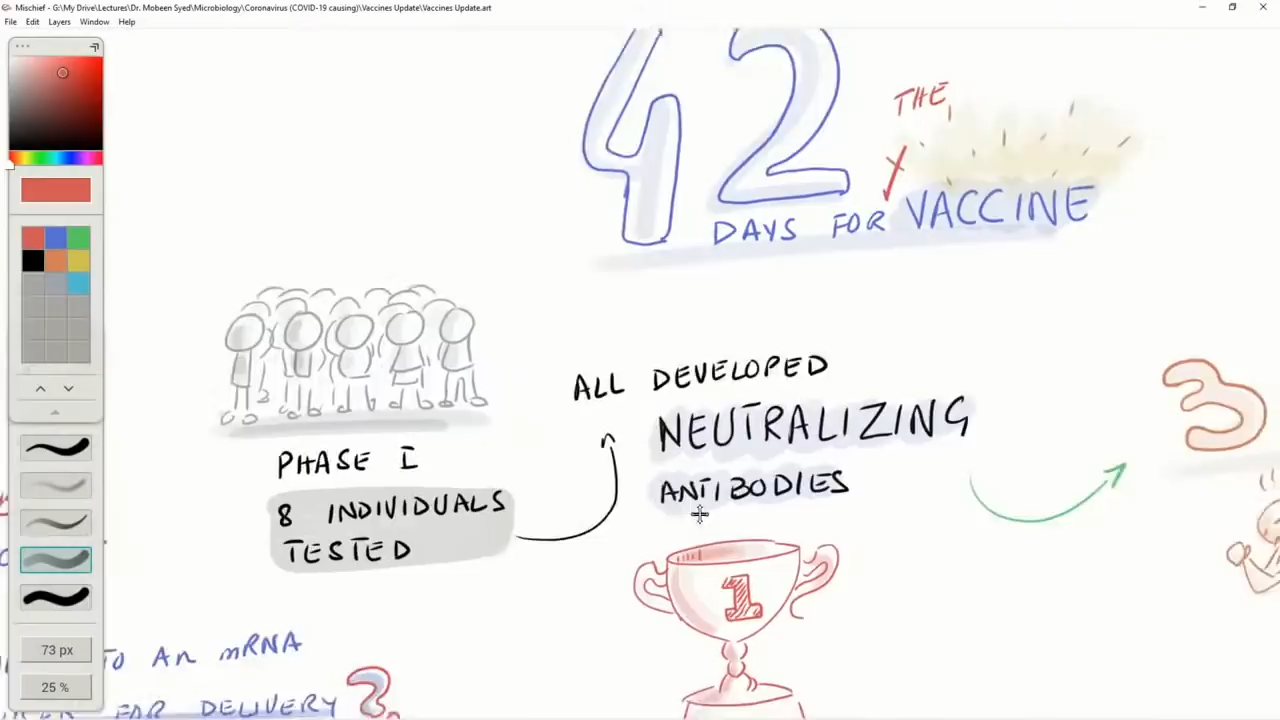 Mischief - G:\My Drive\Lectures\Dr. Mobeen Syed\Microbiology\Coronavirus (COVID-19 causing)\Vaccines Update\Vaccines Update.art
File Edit Layers Window Help
42
THE
DAYS FOR VACCINE
ALL DEVELOPED
NEUTRALIZING
ANTIBODIES
3
PHASE I
8 INDIVIDUALS
TESTED
1
TO AN mRNA
FOR DELIVERY ?
73 px
25 %